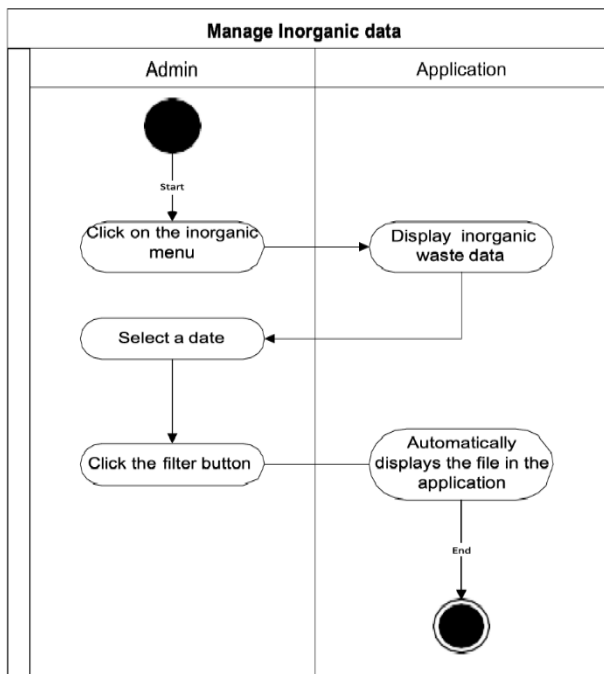 Manage Inorganic data
Admin
Application
Start
Click on the inorganic
menu
Display inorganic
waste data
Select a date
Click the filter button
Automatically
displays the file in the
application
End